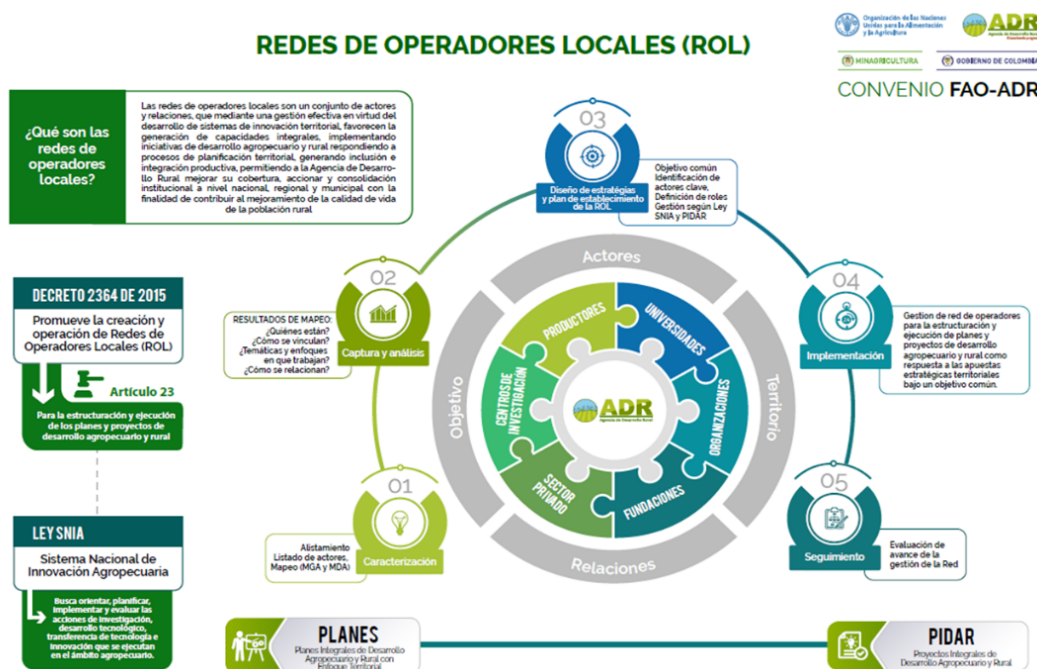 REDES DE OPERADORES LOCALES (ROL)
Organización de las Naciones
Unidas para la Alimentación
y la Agricultura
ADR
Agencia de Desarrollo Rural
MINAGRICULTURA
GOBIERNO DE COLOMBIA
CONVENIO FAO-ADR
¿Qué son las
redes de
operadores
locales?
Las redes de operadores locales son un conjunto de actores
y relaciones, que mediante una gestión efectiva en virtud del
desarrollo de sistemas de innovación territorial, favorecen la
generación de capacidades integrales, implementando
iniciativas de desarrollo agropecuario y rural respondiendo a
procesos de planificación territorial, generando inclusión e
integración productiva, permitiendo a la Agencia de Desarro-
llo Rural mejorar su cobertura, accionar y consolidación
institucional a nivel nacional, regional y municipal con la
finalidad de contribuir al mejoramiento de la calidad de vida
de la población rural
DECRETO 2364 DE 2015
Promueve la creación y
operación de Redes de
Operadores Locales (ROL)
Artículo 23
Para la estructuración y ejecución
de los planes y proyectos de
desarrollo agropecuario y rural
LEY SNIA
Sistema Nacional de
Innovación Agropecuaria
Busca orientar, planificar,
implementar y evaluar las
acciones de investigación,
desarrollo tecnológico,
transferencia de tecnología e
innovación que se ejecutan
en el ámbito agropecuario.
01
Caracterización
Alistamiento
Listado de actores,
Mapeo (MGA y MDA)
02
Captura y análisis
RESULTADOS DE MAPEO:
¿Quiénes están?
¿Cómo se vinculan?
¿Temáticas y enfoques
en que trabajan?
¿Cómo se relacionan?
03
Diseño de estratégias
y plan de establecimiento
de la ROL
Objetivo común
Identificación de
actores clave,
Definición de roles
Gestión según Ley
SNIA y PIDAR
04
Implementación
Gestion de red de operadores
para la estructuración y
ejecución de planes y
proyectos de desarrollo
agropecuario y rural como
respuesta a las apuestas
estratégicas territoriales
bajo un objetivo común.
05
Seguimiento
Evaluación de
avance de la
gestión de la Red
Actores
Territorio
Relaciones
Objetivo
PRODUCTORES
UNIVERSIDADES
ORGANIZACIONES
FUNDACIONES
SECTOR
PRIVADO
CENTROS DE
INVESTIGACIÓN
ADR
Agencia de Desarrollo Rural
PLANES
Planes Integrales de Desarrollo
Agropecuario y Rural con
Enfoque Territorial
PIDAR
Proyectos Integrales de
Desarrollo Agropecuario y Rural